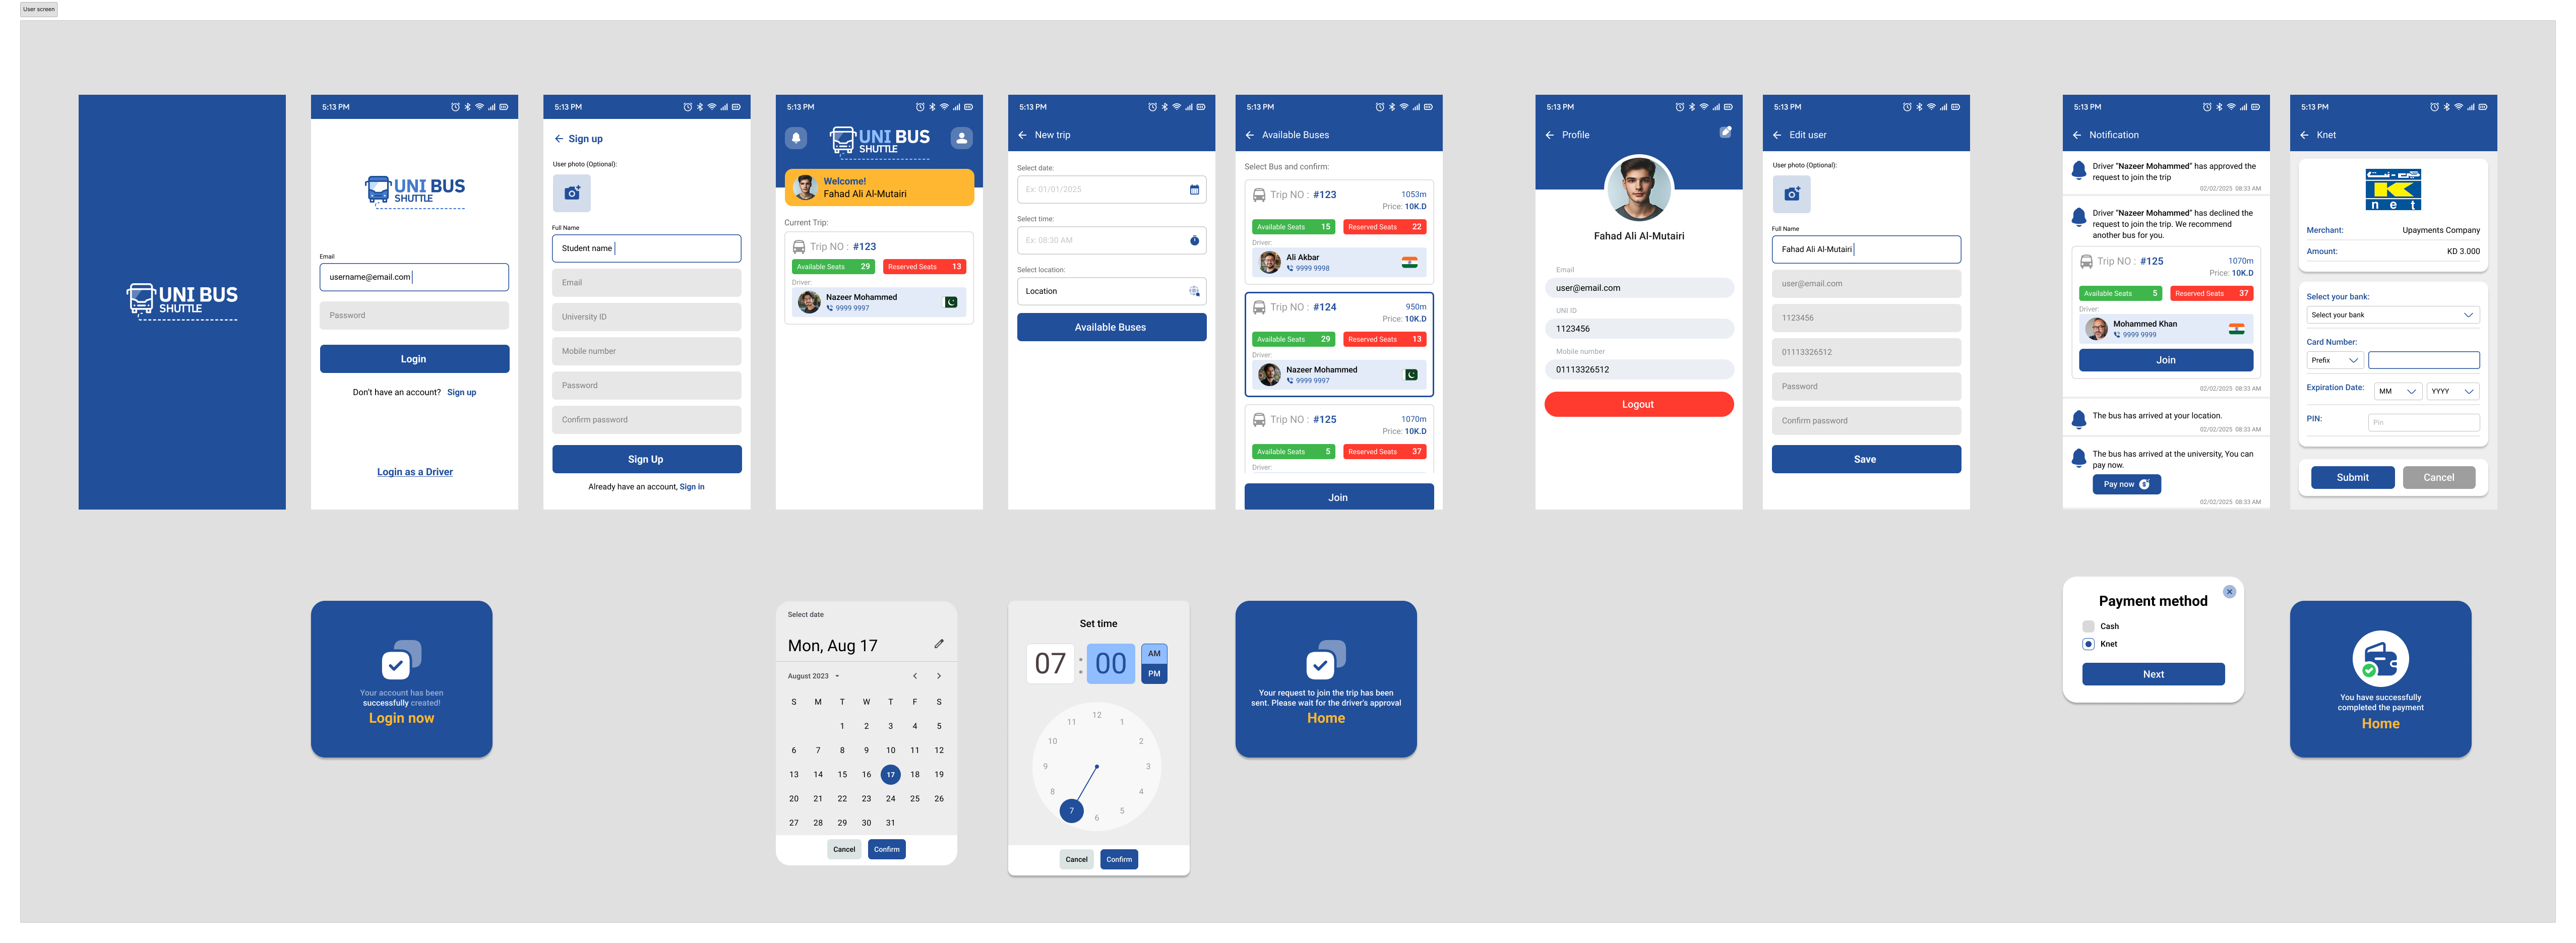 User screen
UNI BUS
SHUTTLE
5:13 PM
UNI BUS
SHUTTLE
Email
username@email.com
Password
Login
Don't have an account? Sign up
Login as a Driver
5:13 PM
Sign up
User photo (Optional):
Full Name
Student name
Email
University ID
Mobile number
Password
Confirm password
Sign Up
Already have an account, Sign in
5:13 PM
UNI BUS
SHUTTLE
Welcome!
Fahad Ali Al-Mutairi
Current Trip:
Trip NO : #123
Available Seats 29 Reserved Seats 13
Driver:
Nazeer Mohammed
9999 9997
5:13 PM
New trip
Select date:
Ex: 01/01/2025
Select time:
Ex: 08:30 AM
Select location:
Location
Available Buses
5:13 PM
Available Buses
Select Bus and confirm:
Trip NO : #123 1053m
Price: 10K.D
Available Seats 15 Reserved Seats 22
Driver:
Ali Akbar
9999 9998
Trip NO : #124 950m
Price: 10K.D
Available Seats 29 Reserved Seats 13
Driver:
Nazeer Mohammed
9999 9997
Trip NO : #125 1070m
Price: 10K.D
Available Seats 5 Reserved Seats 37
Driver:
Join
5:13 PM
Profile
Fahad Ali Al-Mutairi
Email
user@email.com
UNI ID
1123456
Mobile number
01113326512
Logout
5:13 PM
Edit user
User photo (Optional):
Full Name
Fahad Ali Al-Mutairi
user@email.com
1123456
01113326512
Password
Confirm password
Save
5:13 PM
Notification
Driver "Nazeer Mohammed" has approved the
request to join the trip
02/02/2025 08:33 AM
Driver "Nazeer Mohammed" has declined the
request to join the trip. We recommend
another bus for you.
Trip NO : #125 1070m
Price: 10K.D
Available Seats 5 Reserved Seats 37
Driver:
Mohammed Khan
9999 9999
Join
02/02/2025 08:33 AM
The bus has arrived at your location.
02/02/2025 08:33 AM
The bus has arrived at the university, You can
pay now.
Pay now
02/02/2025 08:33 AM
5:13 PM
Knet
K
net
Merchant: Upayments Company
Amount: KD 3.000
Select your bank:
Select your bank
Card Number:
Prefix
Expiration Date: MM YYYY
PIN: Pin
Submit Cancel
Your account has been
successfully created!
Login now
Select date
Mon, Aug 17
August 2023
S M T W T F S
1 2 3 4 5
6 7 8 9 10 11 12
13 14 15 16 17 18 19
20 21 22 23 24 25 26
27 28 29 30 31
Cancel Confirm
Set time
07 : 00 AM
PM
12
11 1
10 2
9 3
8 4
7 5
6
Cancel Confirm
Your request to join the trip has been
sent. Please wait for the driver's approval
Home
Payment method
Cash
Knet
Next
You have successfully
completed the payment
Home